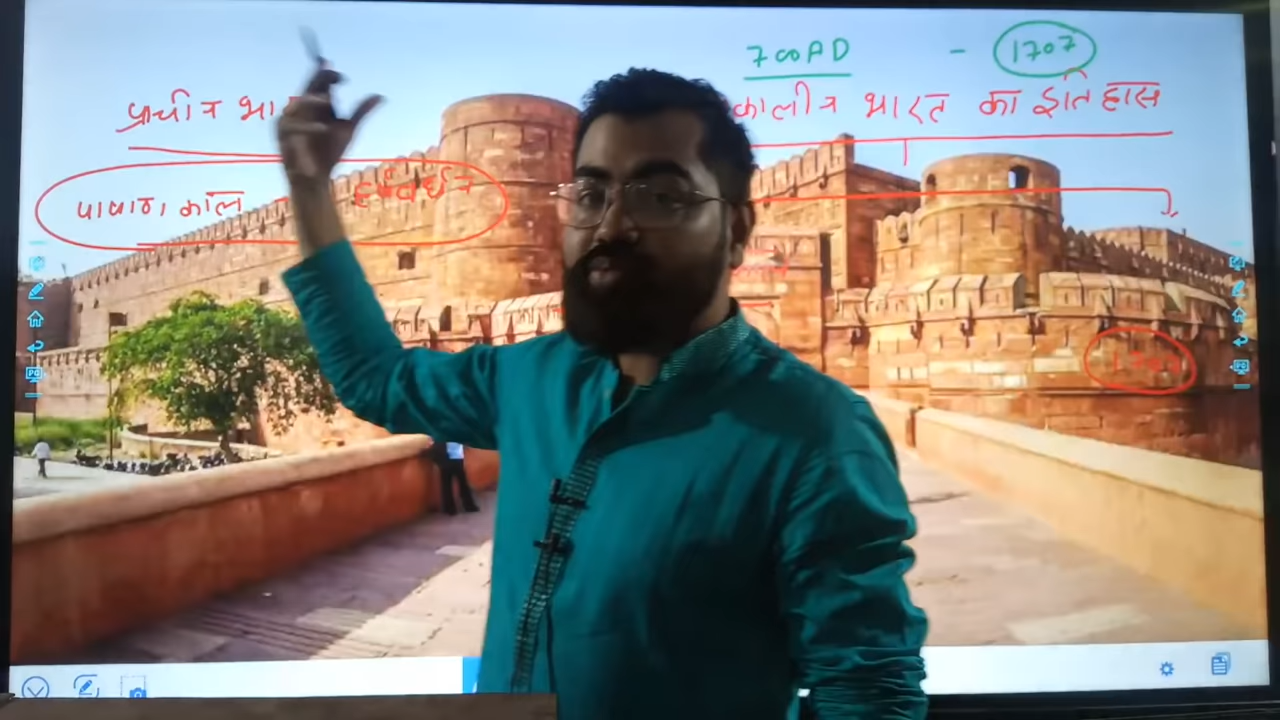 700AD - 1707
प्राचीन भा
कालीन भारत का इतिहास
पाषाण काल - हर्षवर्धन